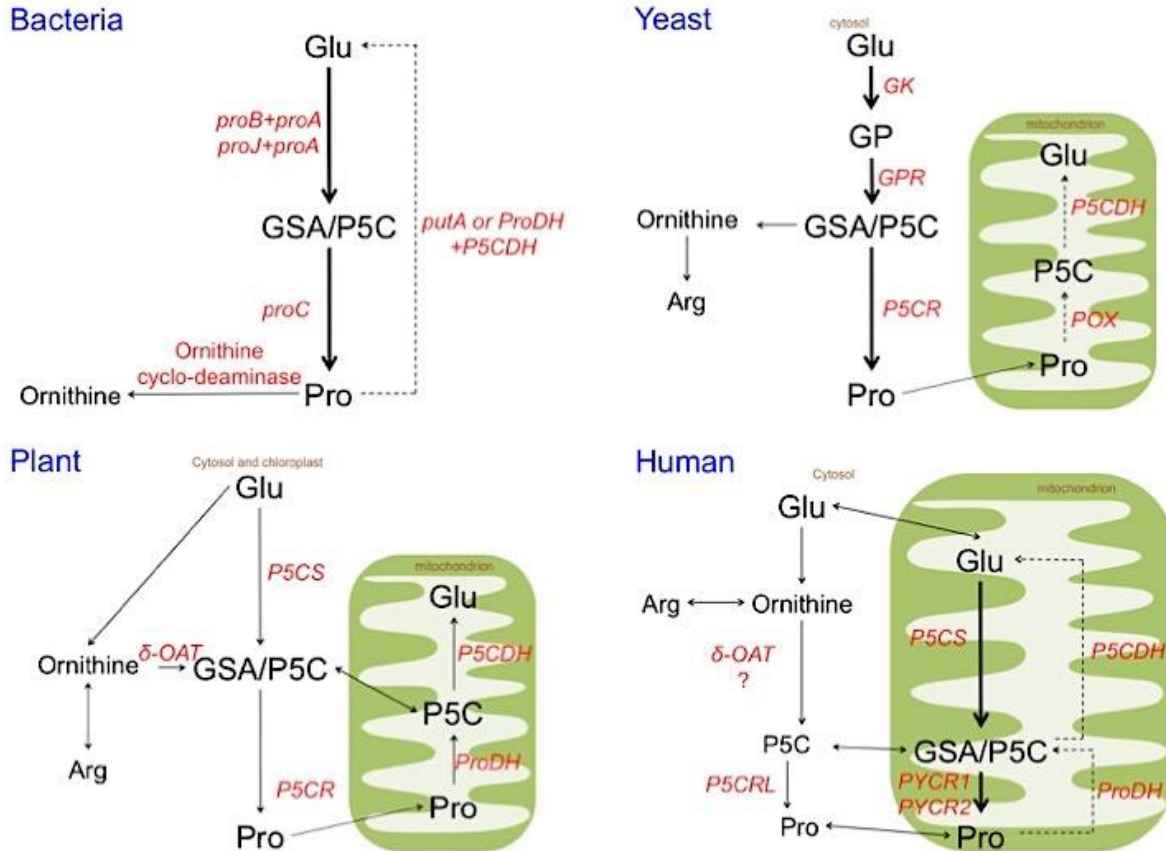 Bacteria
Glu
proB+proA
proJ+proA
GSA/P5C
putA or ProDH
+P5CDH
proC
Ornithine
cyclo-deaminase
Ornithine
Pro
Yeast
cytosol
Glu
GK
GP
GPR
Ornithine
GSA/P5C
Arg
P5CR
Pro
mitochondrion
Glu
P5CDH
P5C
POX
Pro
Plant
Cytosol and chloroplast
Glu
P5CS
Ornithine
δ-OAT
GSA/P5C
Arg
P5CR
Pro
mitochondrion
Glu
P5CDH
P5C
ProDH
Pro
Human
Cytosol
Glu
Arg
Ornithine
δ-OAT
?
P5C
P5CRL
Pro
mitochondrion
Glu
P5CS
P5CDH
GSA/P5C
PYCR1
PYCR2
ProDH
Pro